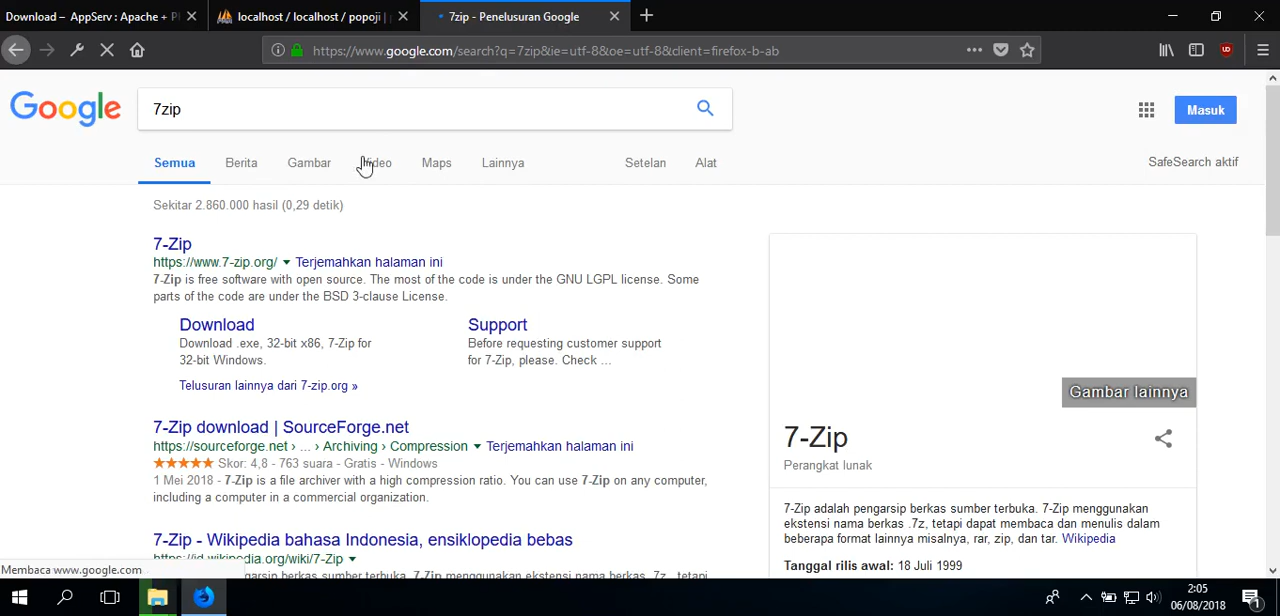 Download – AppServ : Apache + P
localhost / localhost / popoji |
7zip - Penelusuran Google
https://www.google.com/search?q=7zip&ie=utf-8&oe=utf-8&client=firefox-b-ab
Google
7zip
Masuk
Semua
Berita
Gambar
Video
Maps
Lainnya
Setelan
Alat
SafeSearch aktif
Sekitar 2.860.000 hasil (0,29 detik)
7-Zip
https://www.7-zip.org/ Terjemahkan halaman ini
7-Zip is free software with open source. The most of the code is under the GNU LGPL license. Some
parts of the code are under the BSD 3-clause License.
Download
Download .exe, 32-bit x86, 7-Zip for
32-bit Windows.
Support
Before requesting customer support
for 7-Zip, please. Check ...
Telusuran lainnya dari 7-zip.org »
7-Zip download | SourceForge.net
https://sourceforge.net › ... › Archiving › Compression Terjemahkan halaman ini
★★★★★ Skor: 4,8 - 763 suara - Gratis - Windows
1 Mei 2018 - 7-Zip is a file archiver with a high compression ratio. You can use 7-Zip on any computer,
including a computer in a commercial organization.
7-Zip - Wikipedia bahasa Indonesia, ensiklopedia bebas
https://id.wikipedia.org/wiki/7-Zip
pengarsip berkas sumber terbuka. 7-Zip menggunakan ekstensi nama berkas .7z, tetapi
Gambar lainnya
7-Zip
Perangkat lunak
7-Zip adalah pengarsip berkas sumber terbuka. 7-Zip menggunakan
ekstensi nama berkas .7z, tetapi dapat membaca dan menulis dalam
beberapa format lainnya misalnya, rar, zip, dan tar. Wikipedia
Tanggal rilis awal: 18 Juli 1999
Membaca www.google.com
2:05
06/08/2018
1